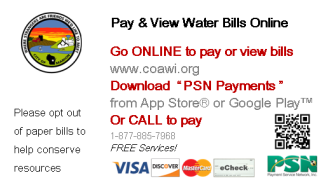 Pay & View Water Bills Online
Go ONLINE to pay or view bills
www.coawi.org
Download “PSN Payments”
from App Store® or Google Play™
Or CALL to pay
1-877-885-7968
FREE Services!
Please opt out
of paper bills to
help conserve
resources
VISA DISCOVER MasterCard eCheck PSN
Payment Service Network, Inc.